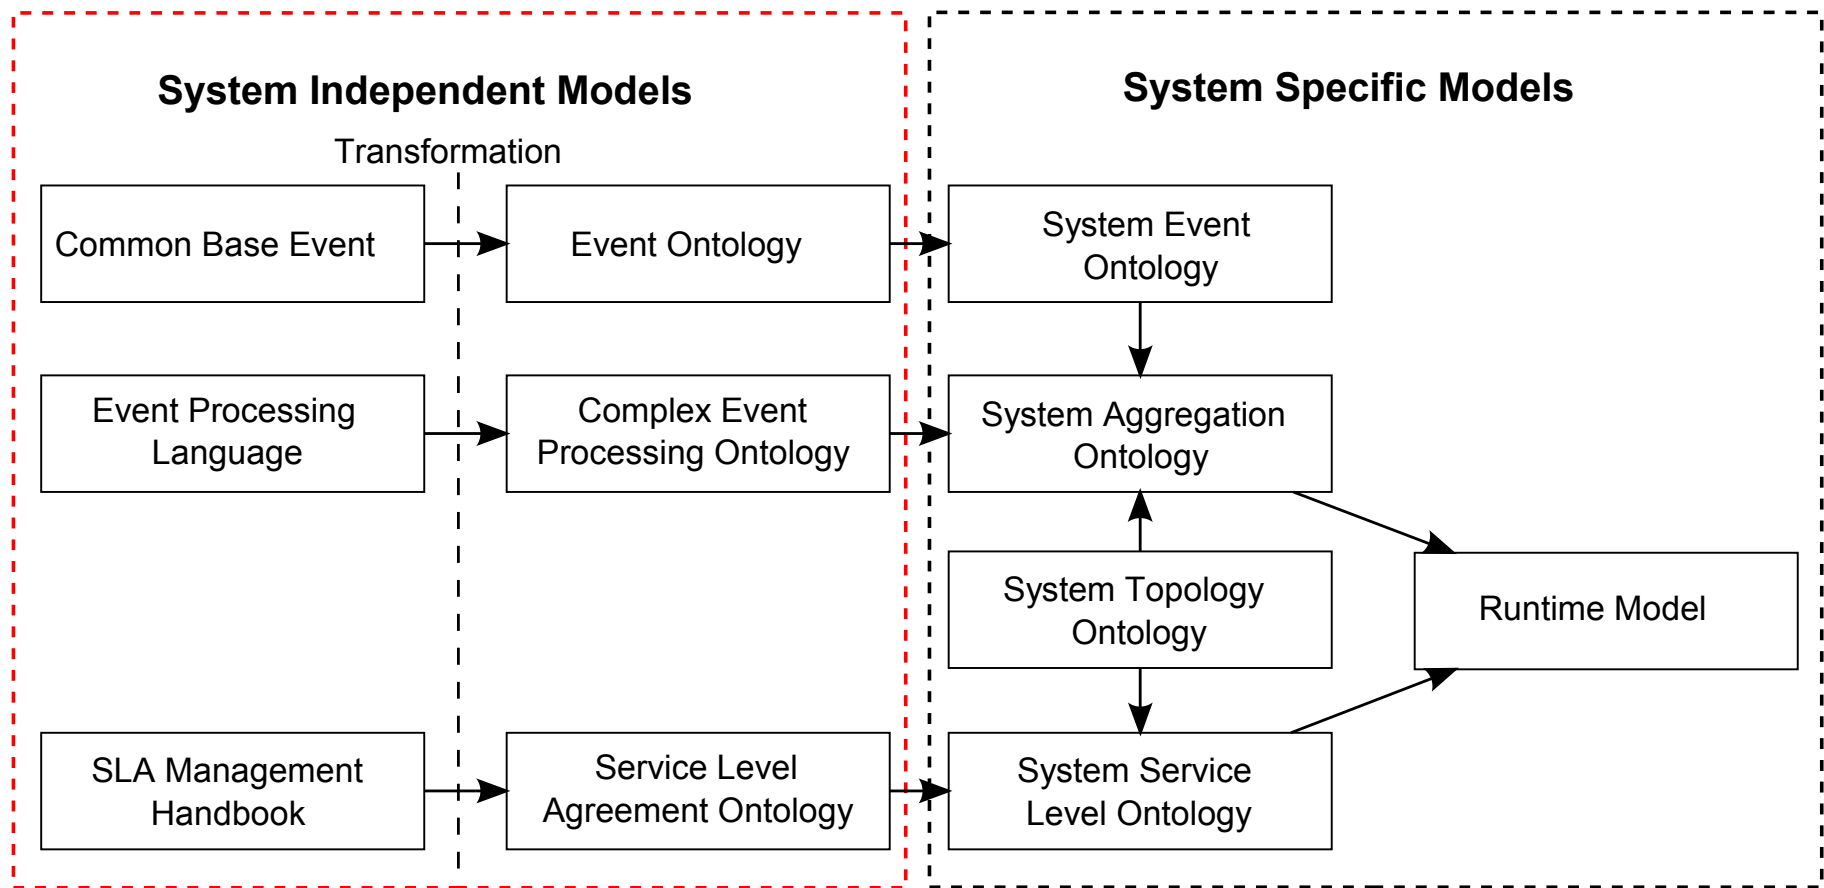 System Independent Models
System Specific Models
Transformation
Common Base Event
Event Ontology
System Event
Ontology
Event Processing
Language
Complex Event
Processing Ontology
System Aggregation
Ontology
System Topology
Ontology
Runtime Model
SLA Management
Handbook
Service Level
Agreement Ontology
System Service
Level Ontology